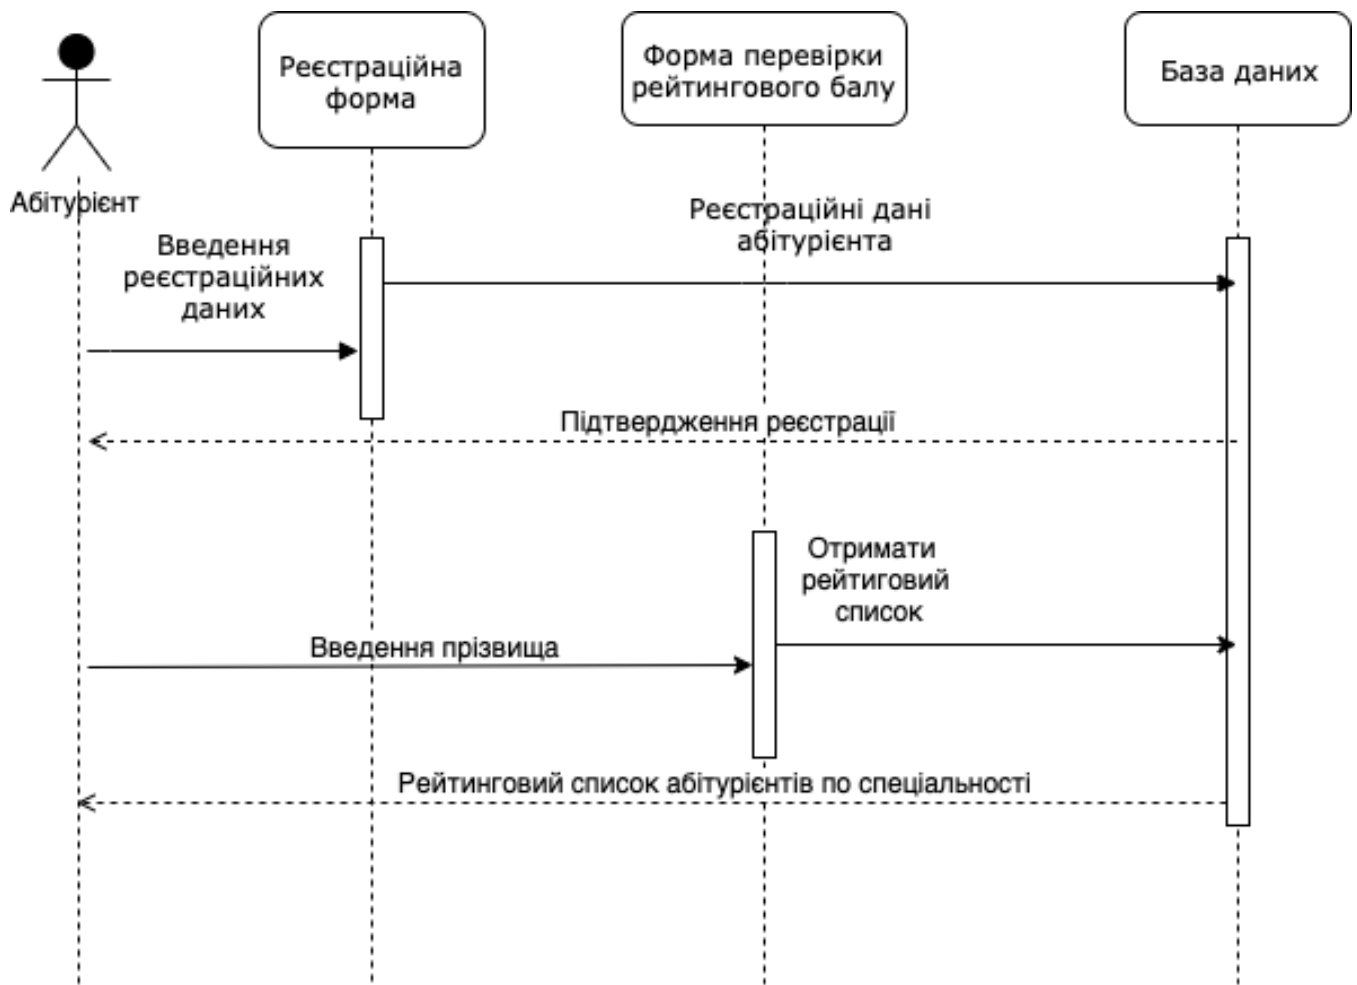 Абітурієнт
Реєстраційна
форма
Форма перевірки
рейтингового балу
База даних
Введення
реєстраційних
даних
Реєстраційні дані
абітурієнта
Підтвердження реєстрації
Отримати
рейтиговий
список
Введення прізвища
Рейтинговий список абітурієнтів по спеціальності